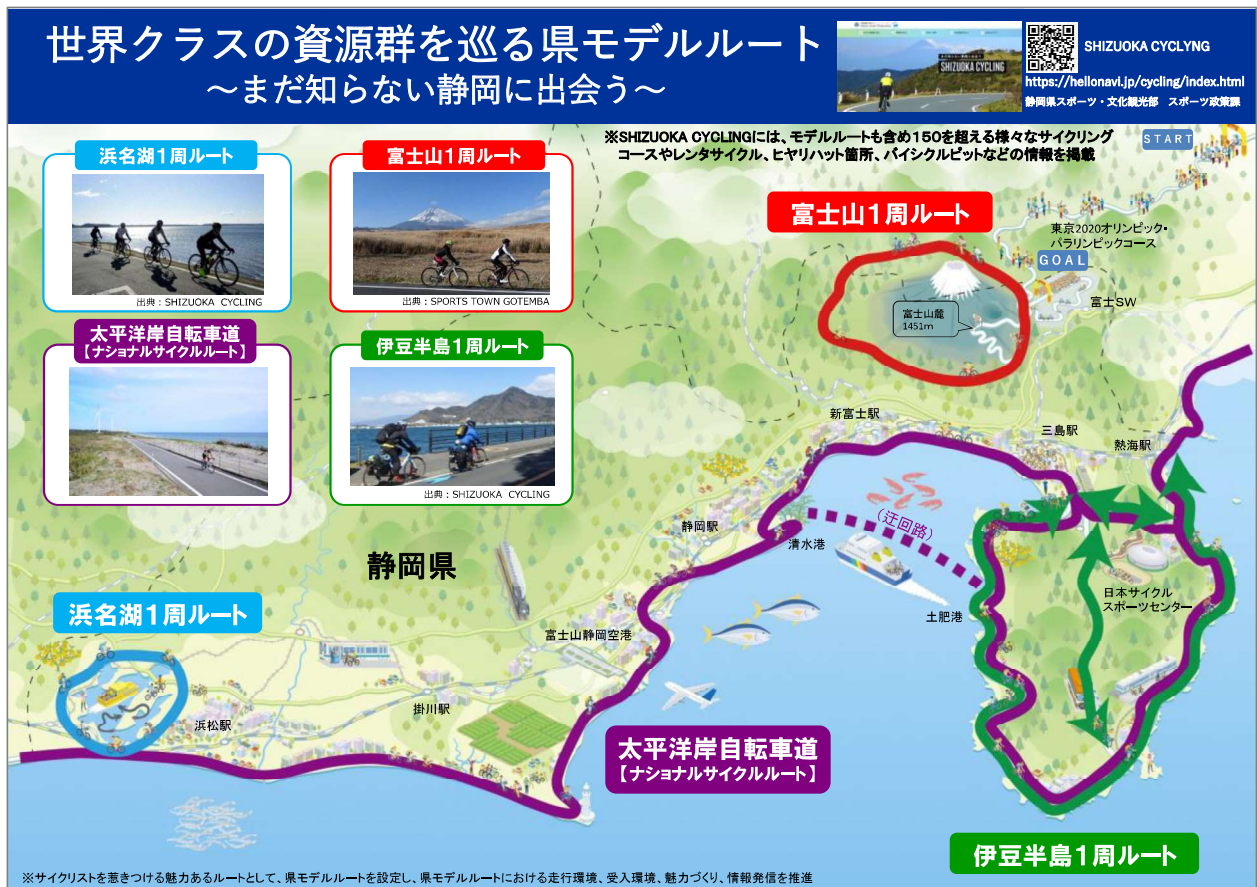 世界クラスの資源群を巡る県モデルルート
～まだ知らない静岡に出会う～
SHIZUOKA CYCLING
SHIZUOKA CYCLYNG
https://hellonavi.jp/cycling/index.html
静岡県スポーツ・文化観光部　スポーツ政策課
※SHIZUOKA CYCLINGには、モデルルートも含め150を超える様々なサイクリング
コースやレンタサイクル、ヒヤリハット箇所、バイシクルピットなどの情報を掲載
浜名湖1周ルート
出典：SHIZUOKA CYCLING
富士山1周ルート
出典：SPORTS TOWN GOTEMBA
太平洋岸自転車道
【ナショナルサイクルルート】
伊豆半島1周ルート
出典：SHIZUOKA CYCLING
START
富士山1周ルート
東京2020オリンピック・
パラリンピックコース
GOAL
富士SW
富士山麓
1451m
新富士駅
三島駅
熱海駅
静岡駅
清水港
（迂回路）
静岡県
土肥港
日本サイクル
スポーツセンター
浜名湖1周ルート
富士山静岡空港
掛川駅
浜松駅
太平洋岸自転車道
【ナショナルサイクルルート】
伊豆半島1周ルート
※サイクリストを惹きつける魅力あるルートとして、県モデルルートを設定し、県モデルルートにおける走行環境、受入環境、魅力づくり、情報発信を推進